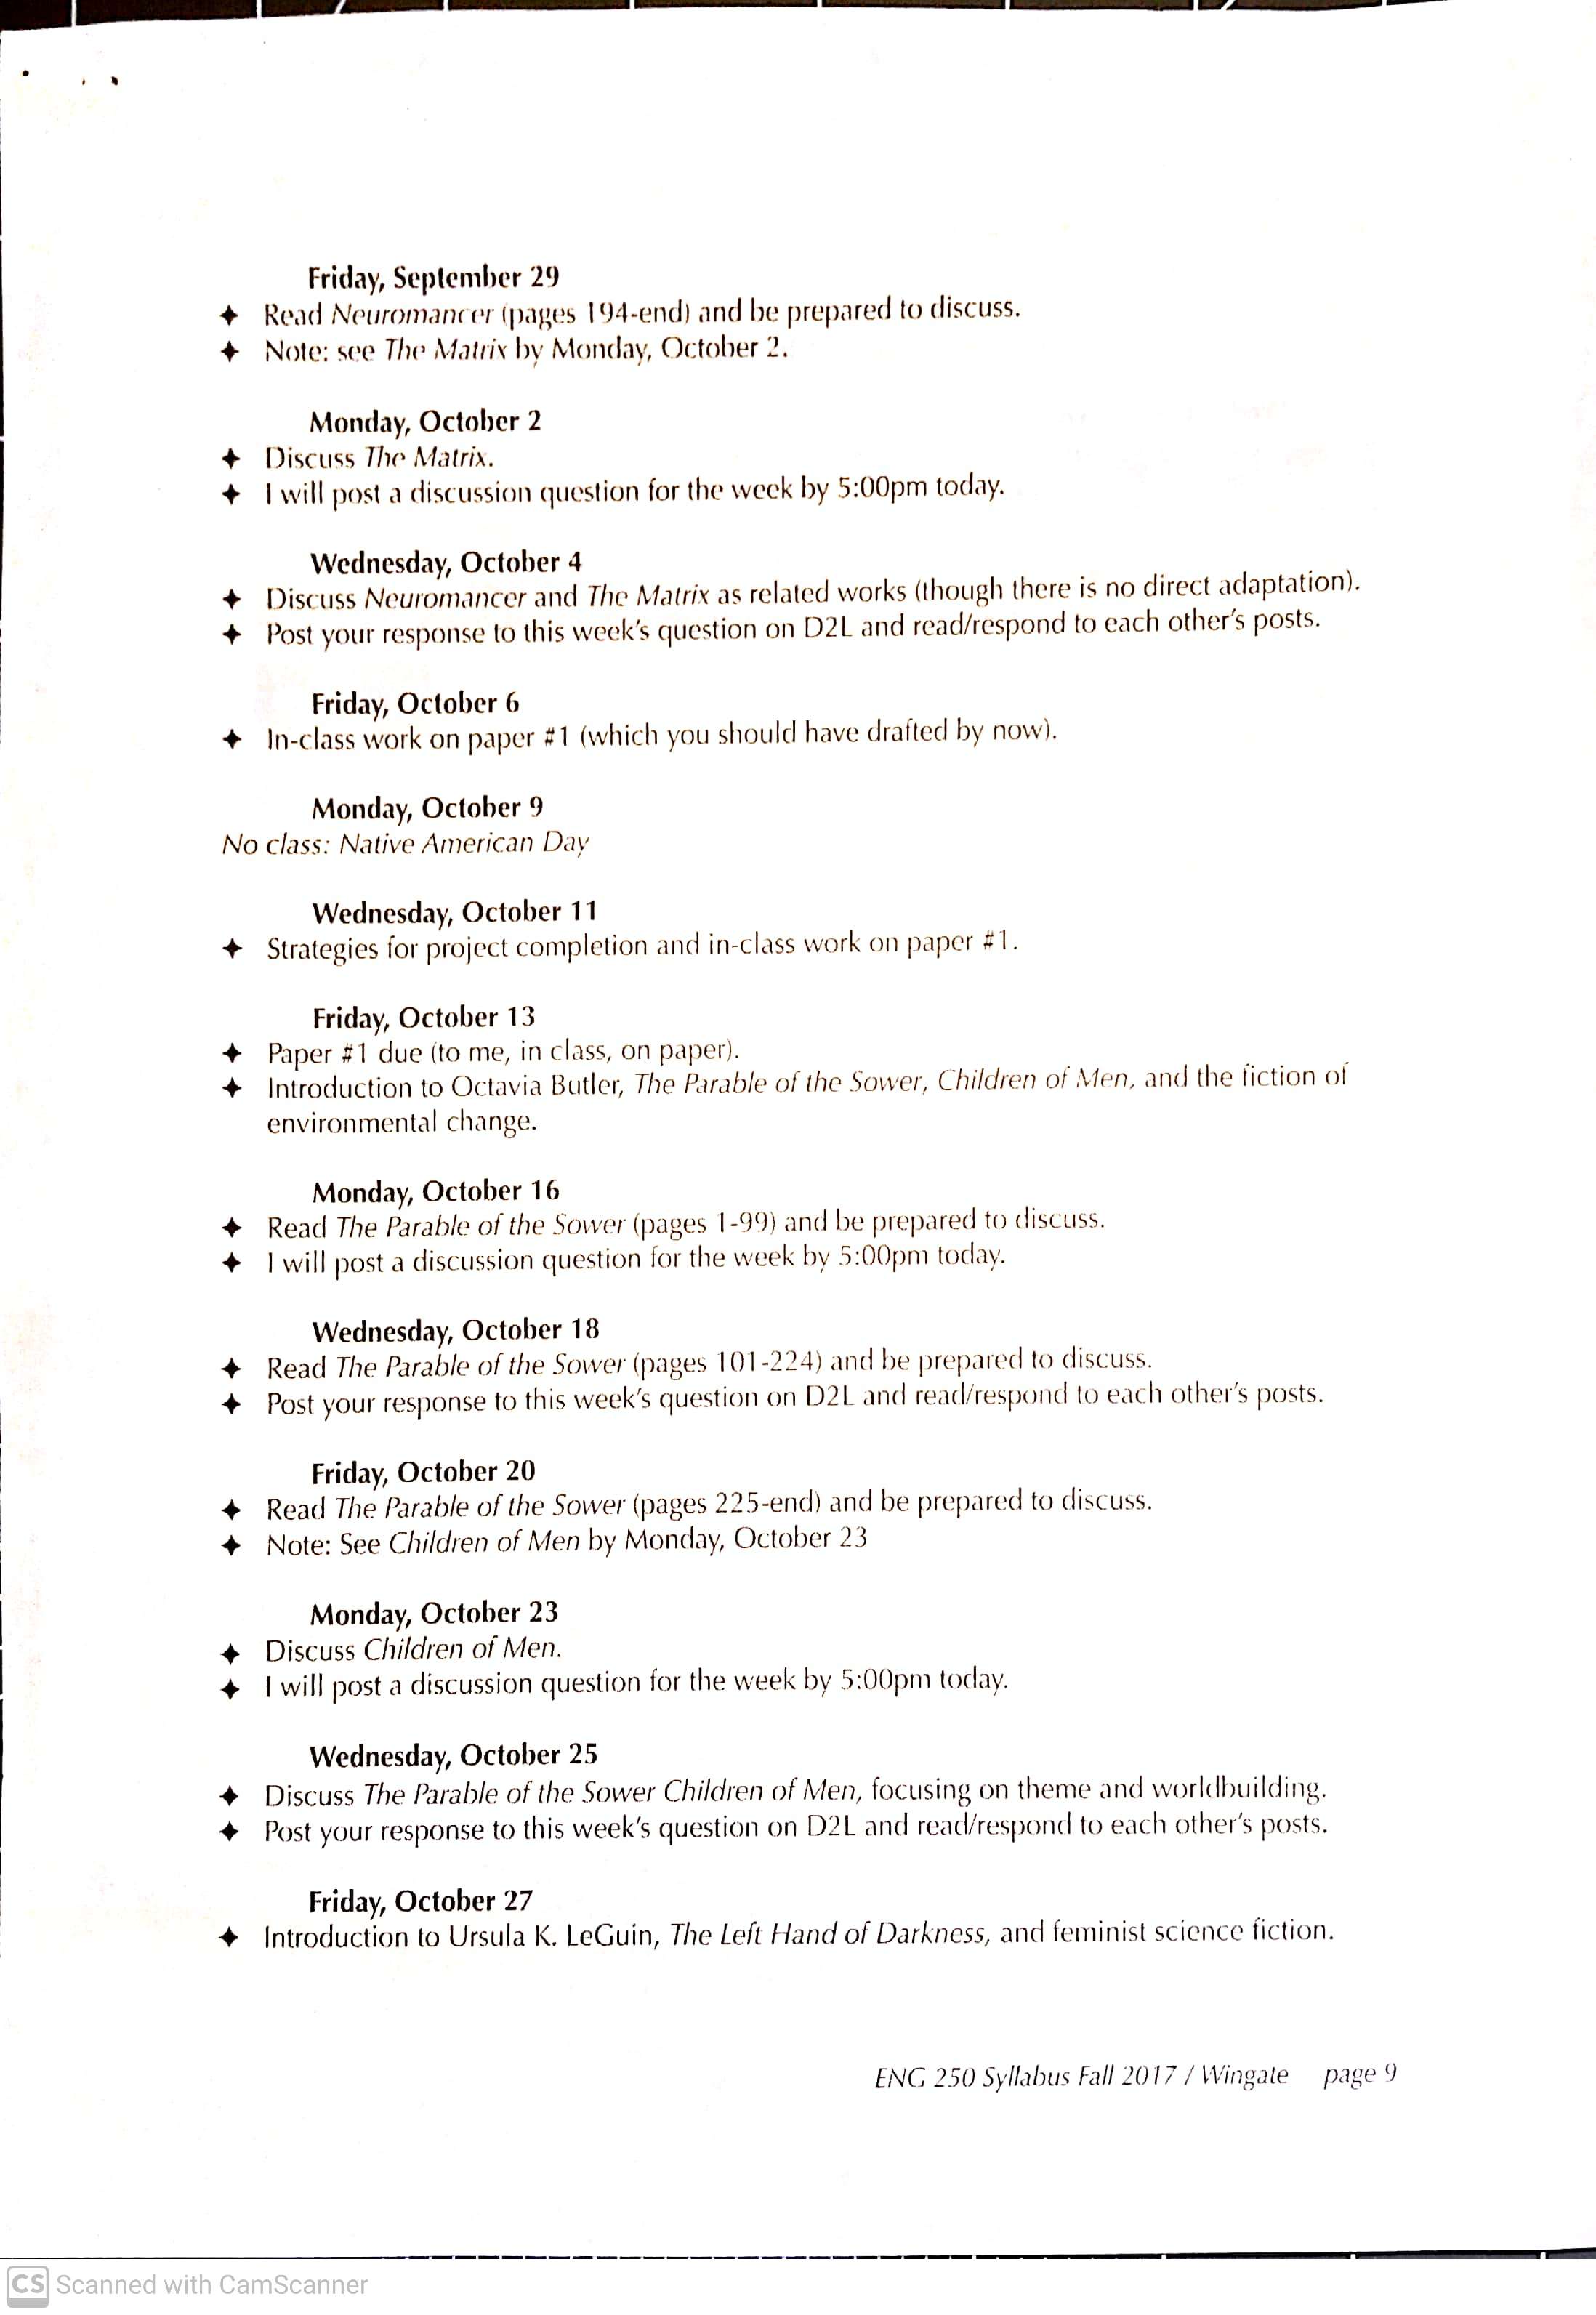 Friday, September 29
✦ Read Neuromancer (pages 194-end) and be prepared to discuss.
✦ Note: see The Matrix by Monday, October 2.
Monday, October 2
✦ Discuss The Matrix.
✦ I will post a discussion question for the week by 5:00pm today.
Wednesday, October 4
✦ Discuss Neuromancer and The Matrix as related works (though there is no direct adaptation).
✦ Post your response to this week's question on D2L and read/respond to each other's posts.
Friday, October 6
✦ In-class work on paper #1 (which you should have drafted by now).
Monday, October 9
No class: Native American Day
Wednesday, October 11
✦ Strategies for project completion and in-class work on paper #1.
Friday, October 13
✦ Paper #1 due (to me, in class, on paper).
✦ Introduction to Octavia Butler, The Parable of the Sower, Children of Men, and the fiction of
environmental change.
Monday, October 16
✦ Read The Parable of the Sower (pages 1-99) and be prepared to discuss.
✦ I will post a discussion question for the week by 5:00pm today.
Wednesday, October 18
✦ Read The Parable of the Sower (pages 101-224) and be prepared to discuss.
✦ Post your response to this week's question on D2L and read/respond to each other's posts.
Friday, October 20
✦ Read The Parable of the Sower (pages 225-end) and be prepared to discuss.
✦ Note: See Children of Men by Monday, October 23
Monday, October 23
✦ Discuss Children of Men.
✦ I will post a discussion question for the week by 5:00pm today.
Wednesday, October 25
✦ Discuss The Parable of the Sower Children of Men, focusing on theme and worldbuilding.
✦ Post your response to this week's question on D2L and read/respond to each other's posts.
Friday, October 27
✦ Introduction to Ursula K. LeGuin, The Left Hand of Darkness, and feminist science fiction.
ENG 250 Syllabus Fall 2017 / Wingate page 9
CS Scanned with CamScanner